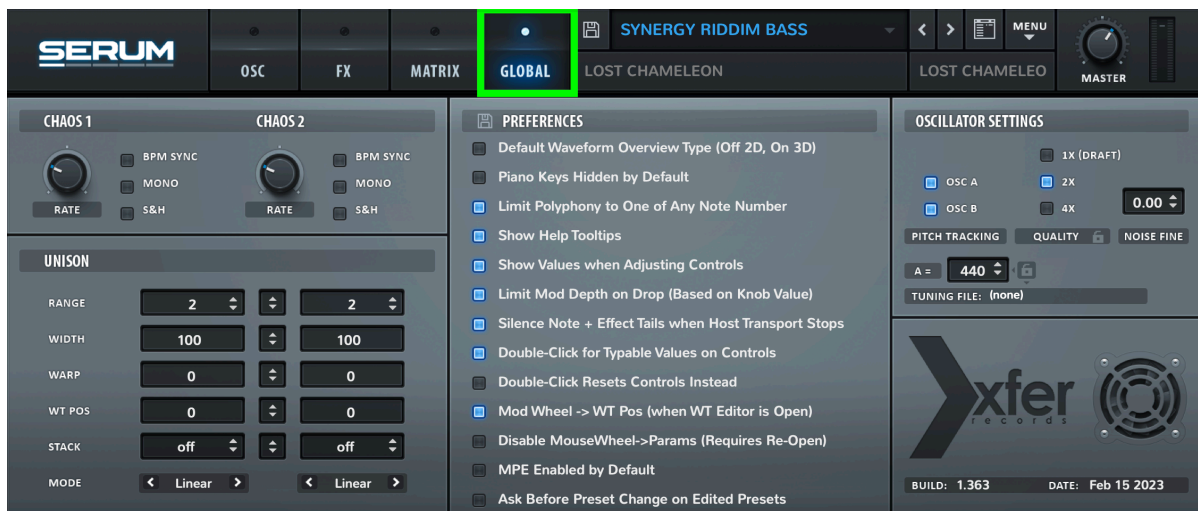 SERUM
OSC
FX
MATRIX
GLOBAL
SYNERGY RIDDIM BASS
LOST CHAMELEON
MENU
LOST CHAMELEO
MASTER
CHAOS 1
CHAOS 2
BPM SYNC
MONO
S&H
RATE
BPM SYNC
MONO
S&H
RATE
UNISON
RANGE 2 2
WIDTH 100 100
WARP 0 0
WT POS 0 0
STACK off off
MODE < Linear > < Linear >
PREFERENCES
Default Waveform Overview Type (Off 2D, On 3D)
Piano Keys Hidden by Default
Limit Polyphony to One of Any Note Number
Show Help Tooltips
Show Values when Adjusting Controls
Limit Mod Depth on Drop (Based on Knob Value)
Silence Note + Effect Tails when Host Transport Stops
Double-Click for Typable Values on Controls
Double-Click Resets Controls Instead
Mod Wheel -> WT Pos (when WT Editor is Open)
Disable MouseWheel->Params (Requires Re-Open)
MPE Enabled by Default
Ask Before Preset Change on Edited Presets
OSCILLATOR SETTINGS
1X (DRAFT)
OSC A 2X
OSC B 4X 0.00
PITCH TRACKING QUALITY NOISE FINE
A = 440
TUNING FILE: (none)
xfer
records
BUILD: 1.363 DATE: Feb 15 2023